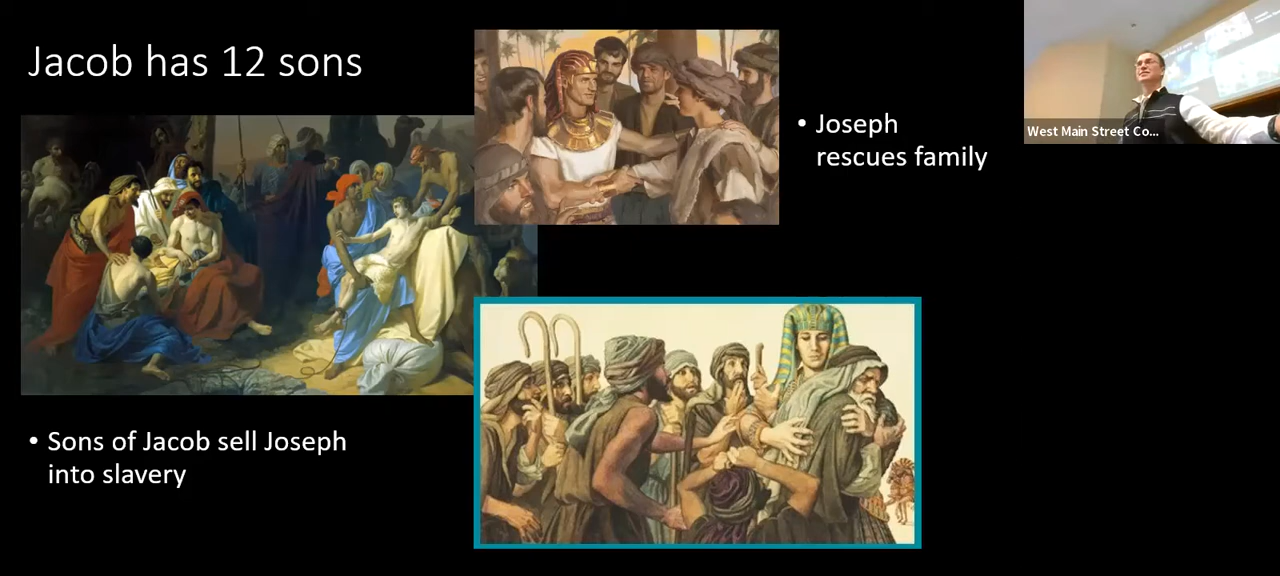 Jacob has 12 sons
• Joseph
rescues family
West Main Street Co...
• Sons of Jacob sell Joseph
into slavery